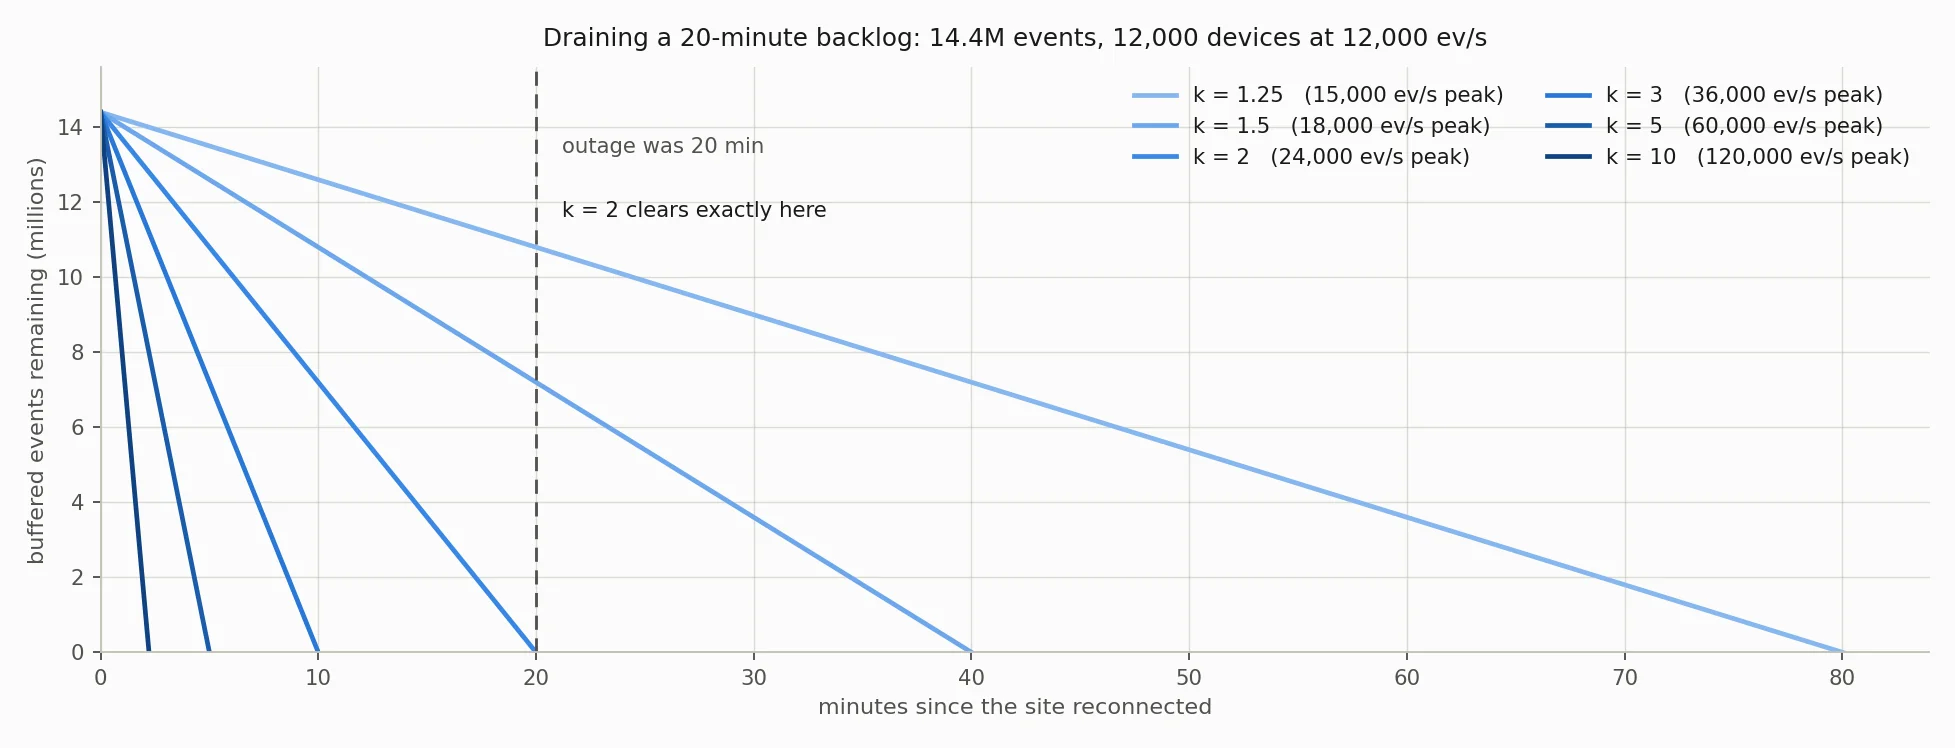 Draining a 20-minute backlog: 14.4M events, 12,000 devices at 12,000 ev/s
k = 1.25 (15,000 ev/s peak)
k = 1.5 (18,000 ev/s peak)
k = 2 (24,000 ev/s peak)
k = 3 (36,000 ev/s peak)
k = 5 (60,000 ev/s peak)
k = 10 (120,000 ev/s peak)
outage was 20 min
k = 2 clears exactly here
buffered events remaining (millions)
14
12
10
8
6
4
2
0
0 10 20 30 40 50 60 70 80
minutes since the site reconnected